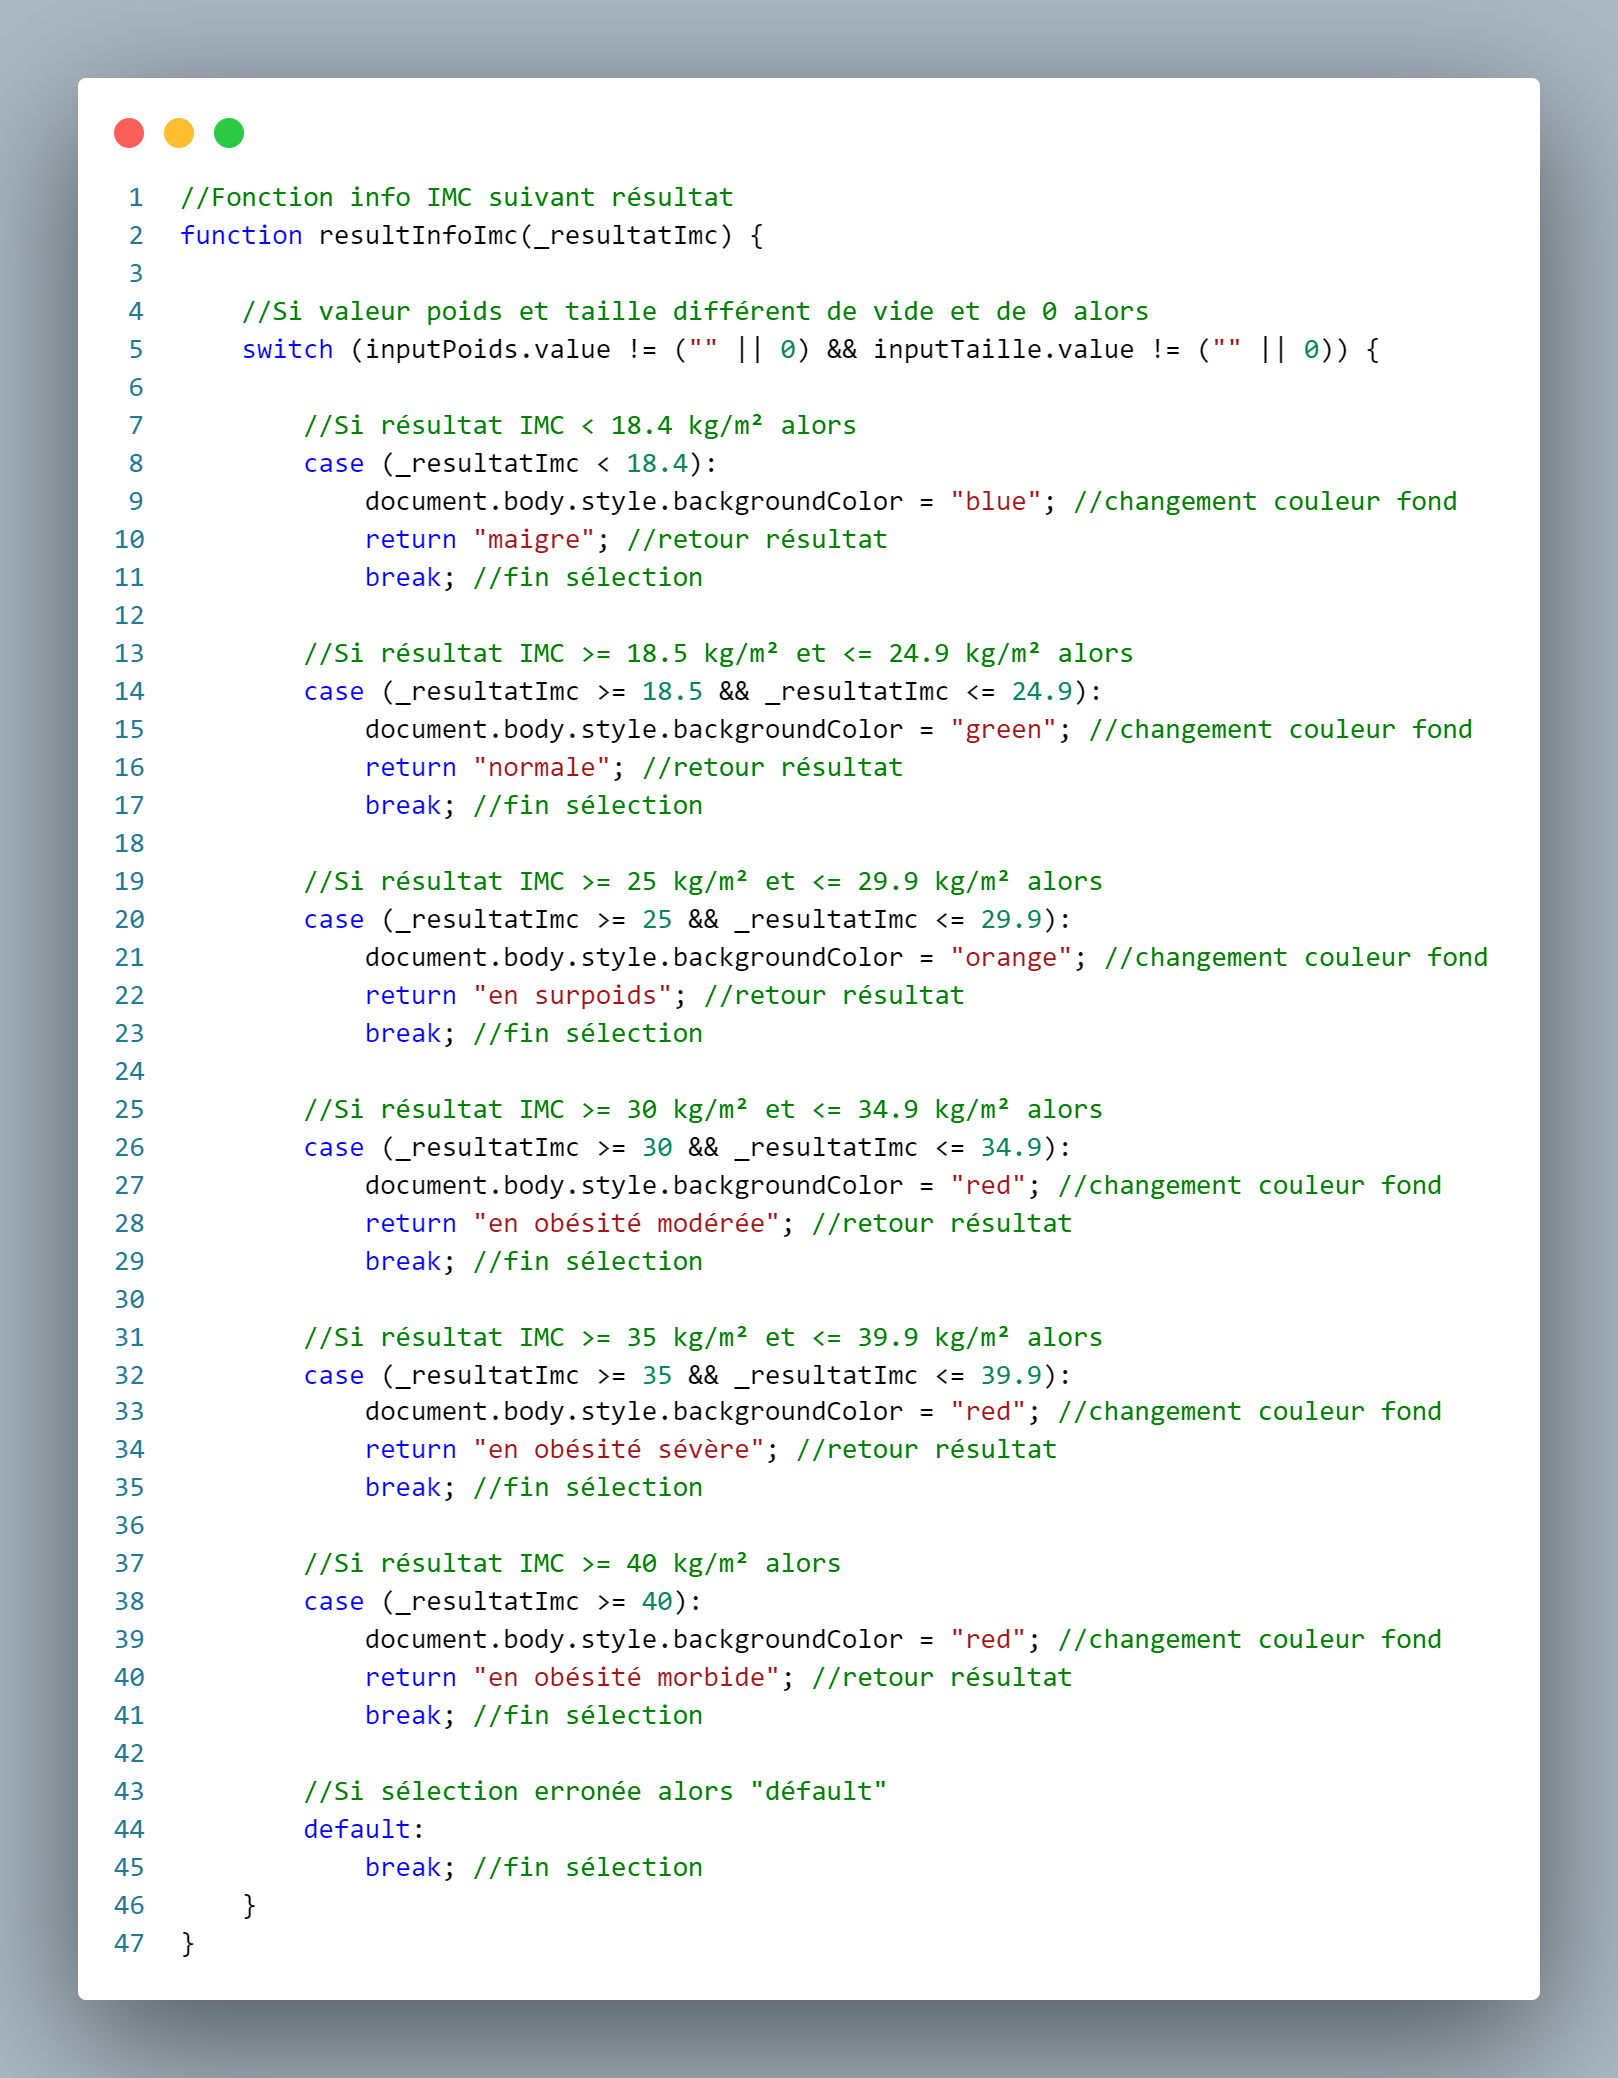 1 //Fonction info IMC suivant résultat
2 function resultInfoImc(_resultatImc) {
3
4     //Si valeur poids et taille différent de vide et de 0 alors
5     switch (inputPoids.value != ("" || 0) && inputTaille.value != ("" || 0)) {
6
7         //Si résultat IMC < 18.4 kg/m² alors
8         case (_resultatImc < 18.4):
9             document.body.style.backgroundColor = "blue"; //changement couleur fond
10             return "maigre"; //retour résultat
11             break; //fin sélection
12
13         //Si résultat IMC >= 18.5 kg/m² et <= 24.9 kg/m² alors
14         case (_resultatImc >= 18.5 && _resultatImc <= 24.9):
15             document.body.style.backgroundColor = "green"; //changement couleur fond
16             return "normale"; //retour résultat
17             break; //fin sélection
18
19         //Si résultat IMC >= 25 kg/m² et <= 29.9 kg/m² alors
20         case (_resultatImc >= 25 && _resultatImc <= 29.9):
21             document.body.style.backgroundColor = "orange"; //changement couleur fond
22             return "en surpoids"; //retour résultat
23             break; //fin sélection
24
25         //Si résultat IMC >= 30 kg/m² et <= 34.9 kg/m² alors
26         case (_resultatImc >= 30 && _resultatImc <= 34.9):
27             document.body.style.backgroundColor = "red"; //changement couleur fond
28             return "en obésité modérée"; //retour résultat
29             break; //fin sélection
30
31         //Si résultat IMC >= 35 kg/m² et <= 39.9 kg/m² alors
32         case (_resultatImc >= 35 && _resultatImc <= 39.9):
33             document.body.style.backgroundColor = "red"; //changement couleur fond
34             return "en obésité sévère"; //retour résultat
35             break; //fin sélection
36
37         //Si résultat IMC >= 40 kg/m² alors
38         case (_resultatImc >= 40):
39             document.body.style.backgroundColor = "red"; //changement couleur fond
40             return "en obésité morbide"; //retour résultat
41             break; //fin sélection
42
43         //Si sélection erronée alors "défault"
44         default:
45             break; //fin sélection
46     }
47 }